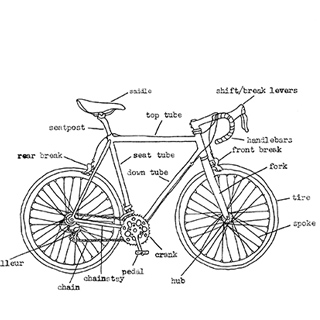 saddle
shift/break levers
top tube
seatpost
handlebars
rear break
seat tube
front break
down tube
fork
tire
spoke
lleur
crank
pedal
chainstay
hub
chain